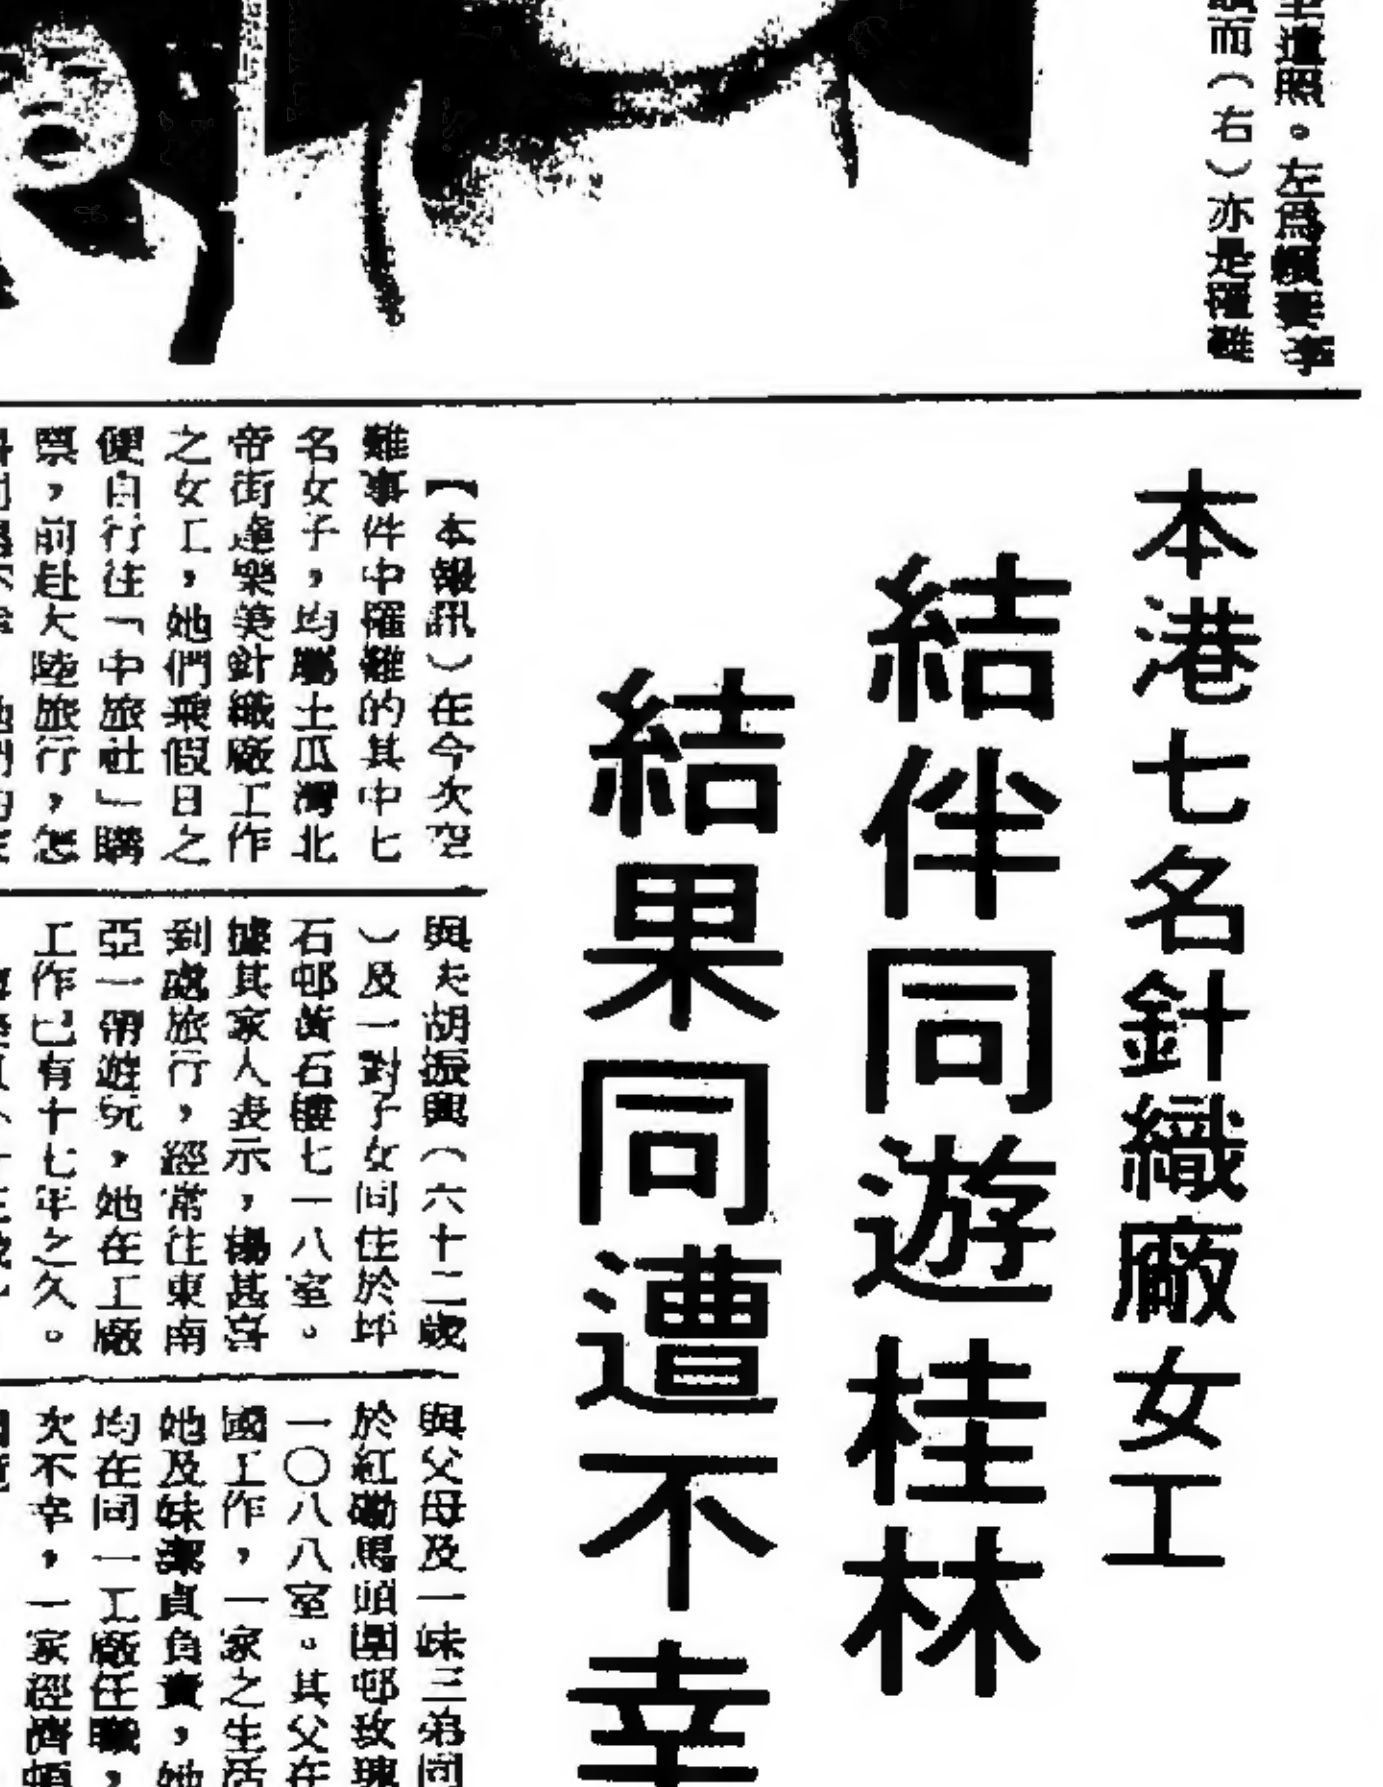 遺照。左為
而（右）亦是罹難
本港七名針織廠女工
結伴同遊桂林
結果同遭不幸
【本報訊】在今次空
難事件中罹難的其中七
名女子，均屬土瓜灣北
帝街達樂美針織廠工作
之女工，她們乘假日之
便自行往「中旅社」購
票，前赴大陸旅行，怎
與夫胡振興（六十二歲
）及一對子女同住於坪
石邨黃石樓七一八室。
據其家人表示，楊甚喜
到處旅行，經常往東南
亞一帶遊玩，她在工廠
工作已有十七年之久。
與父母及一妹三弟同
於紅磡馬頭圍邨玫瑰
一〇八八室。其父在
國工作，一家之生活
她及妹潔貞負責，她
均在同一工廠任職，
次不幸，一家經濟頓